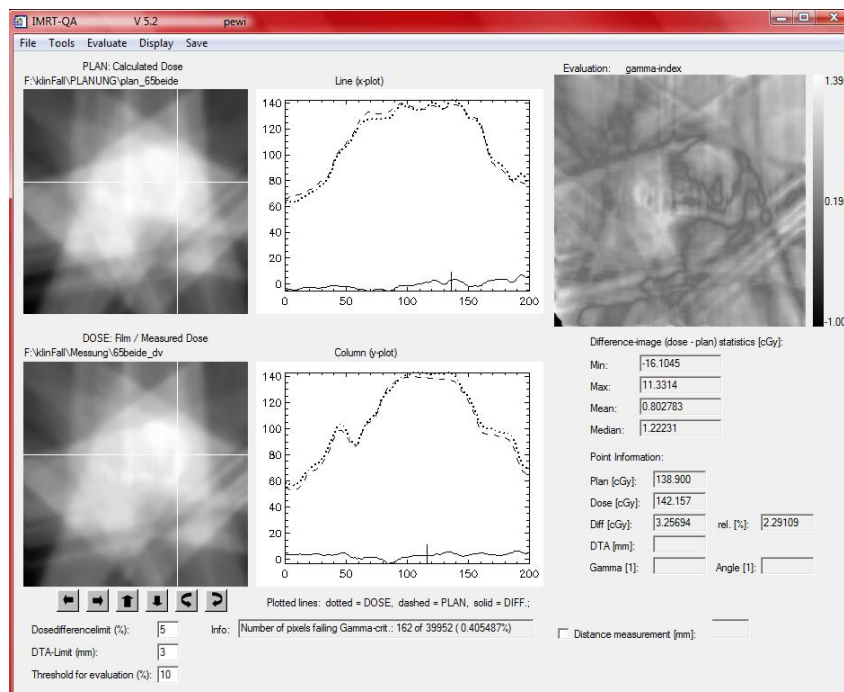 IMRT-QA V 5.2 pewi
File Tools Evaluate Display Save
PLAN: Calculated Dose
F:\klinFall\PLANUNG\plan_65beide
Line (x-plot)
140
120
100
80
60
40
20
0
0 50 100 150 200
Evaluation: gamma-index
1.39
0.19
-1.00
DOSE: Film / Measured Dose
F:\klinFall\Messung\65beide_dv
Column (y-plot)
140
120
100
80
60
40
20
0
0 50 100 150 200
Difference-image (dose - plan) statistics [cGy]:
Min: -16.1045
Max: 11.3314
Mean: 0.802783
Median: 1.22231
Point Information:
Plan [cGy]: 138.900
Dose [cGy]: 142.157
Diff [cGy]: 3.25694 rel. [%]: 2.29109
DTA [mm]:
Gamma [1]: Angle [1]:
Plotted lines: dotted = DOSE, dashed = PLAN, solid = DIFF.;
Dosedifferencelimit (%): 5
Info: Number of pixels failing Gamma-crit.: 162 of 39952 ( 0.405487%)
Distance measurement [mm]:
DTA-Limit (mm): 3
Threshold for evaluation (%): 10